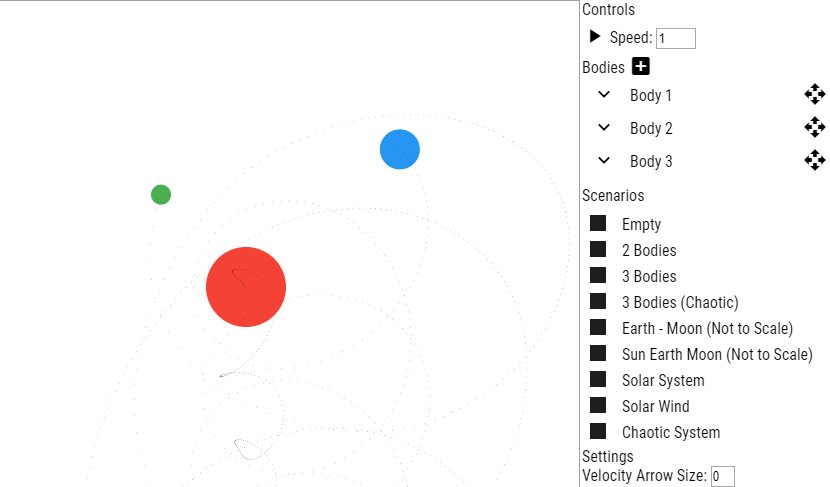 Controls
Speed: 1
Bodies
Body 1
Body 2
Body 3
Scenarios
Empty
2 Bodies
3 Bodies
3 Bodies (Chaotic)
Earth - Moon (Not to Scale)
Sun Earth Moon (Not to Scale)
Solar System
Solar Wind
Chaotic System
Settings
Velocity Arrow Size: 0